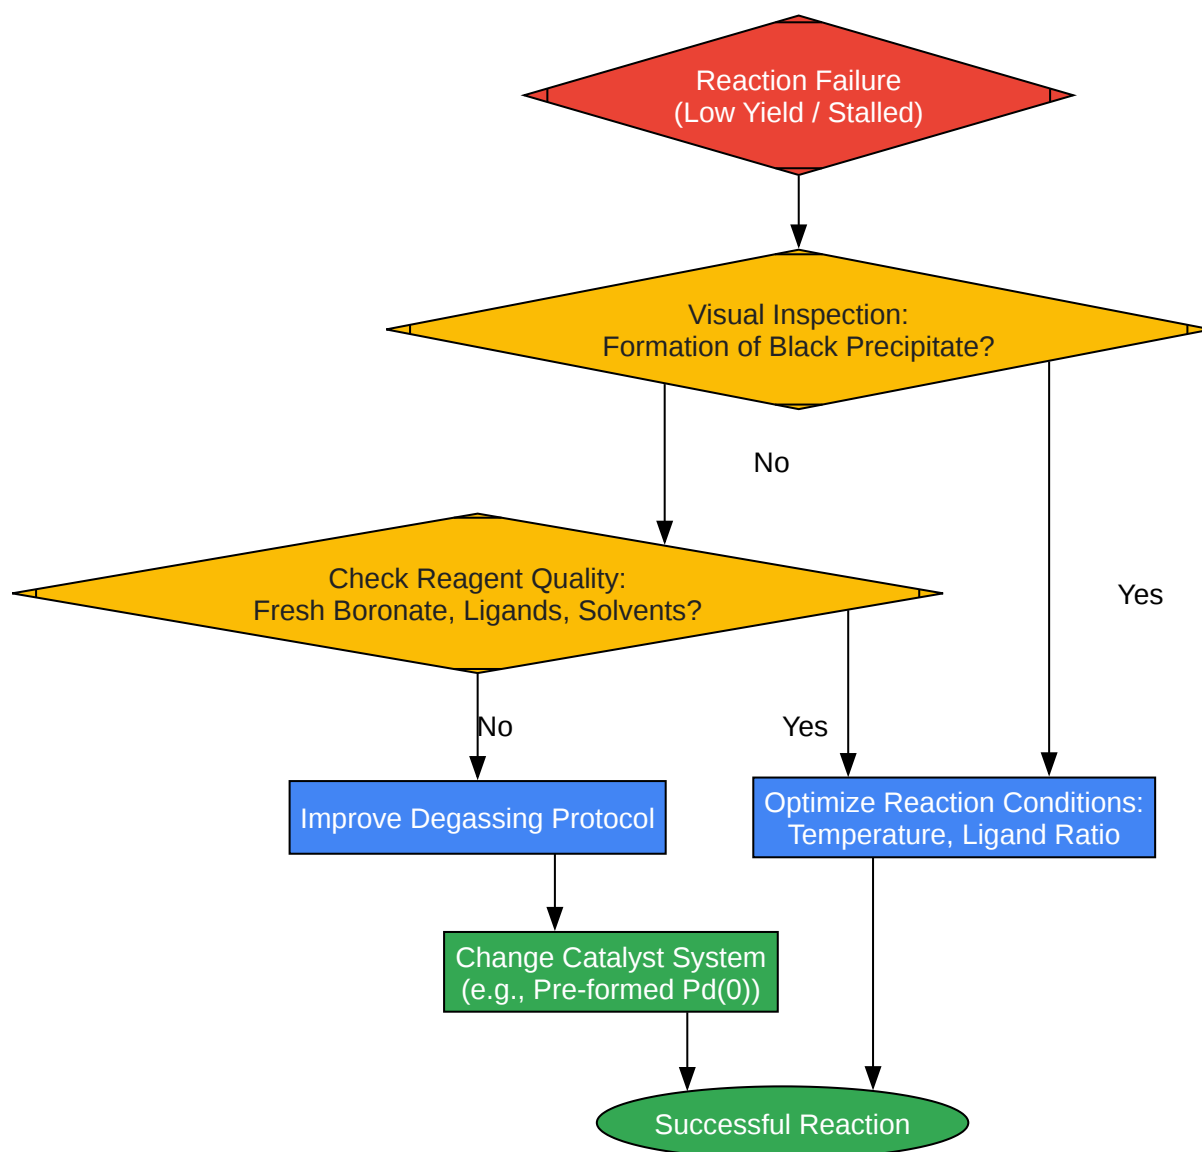 Reaction Failure
(Low Yield / Stalled)
Visual Inspection:
Formation of Black Precipitate?
No
Check Reagent Quality:
Fresh Boronate, Ligands, Solvents?
Yes
No
Yes
Improve Degassing Protocol
Optimize Reaction Conditions:
Temperature, Ligand Ratio
Change Catalyst System
(e.g., Pre-formed Pd(0))
Successful Reaction